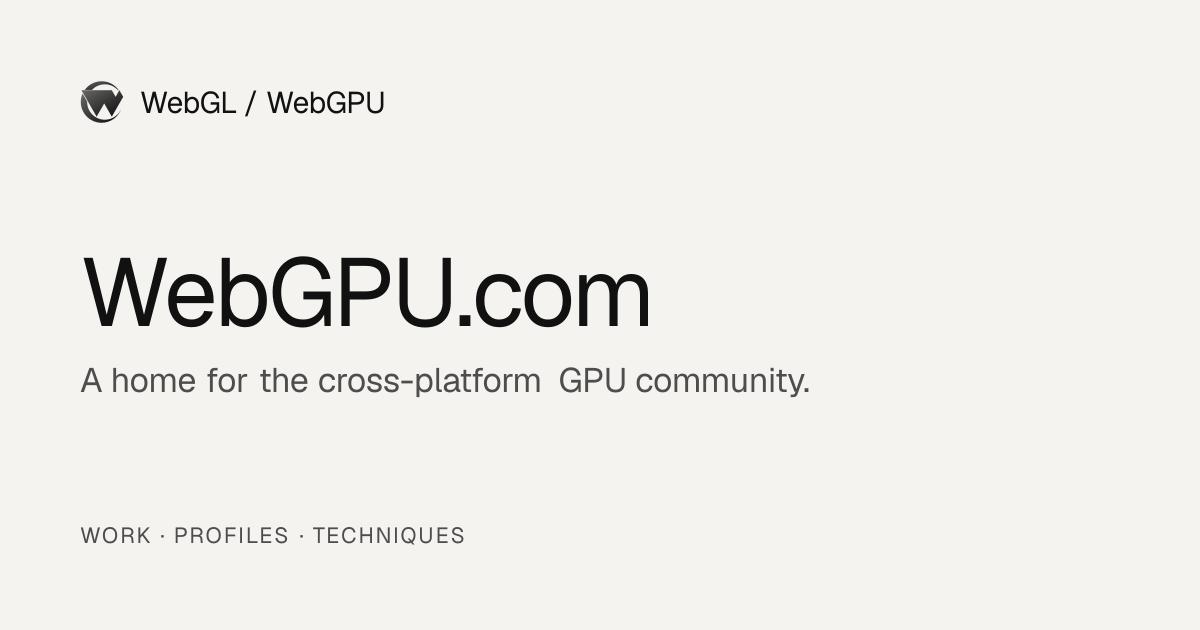 WebGL / WebGPU
WebGPU.com
A home for the cross-platform GPU community.
WORK · PROFILES · TECHNIQUES